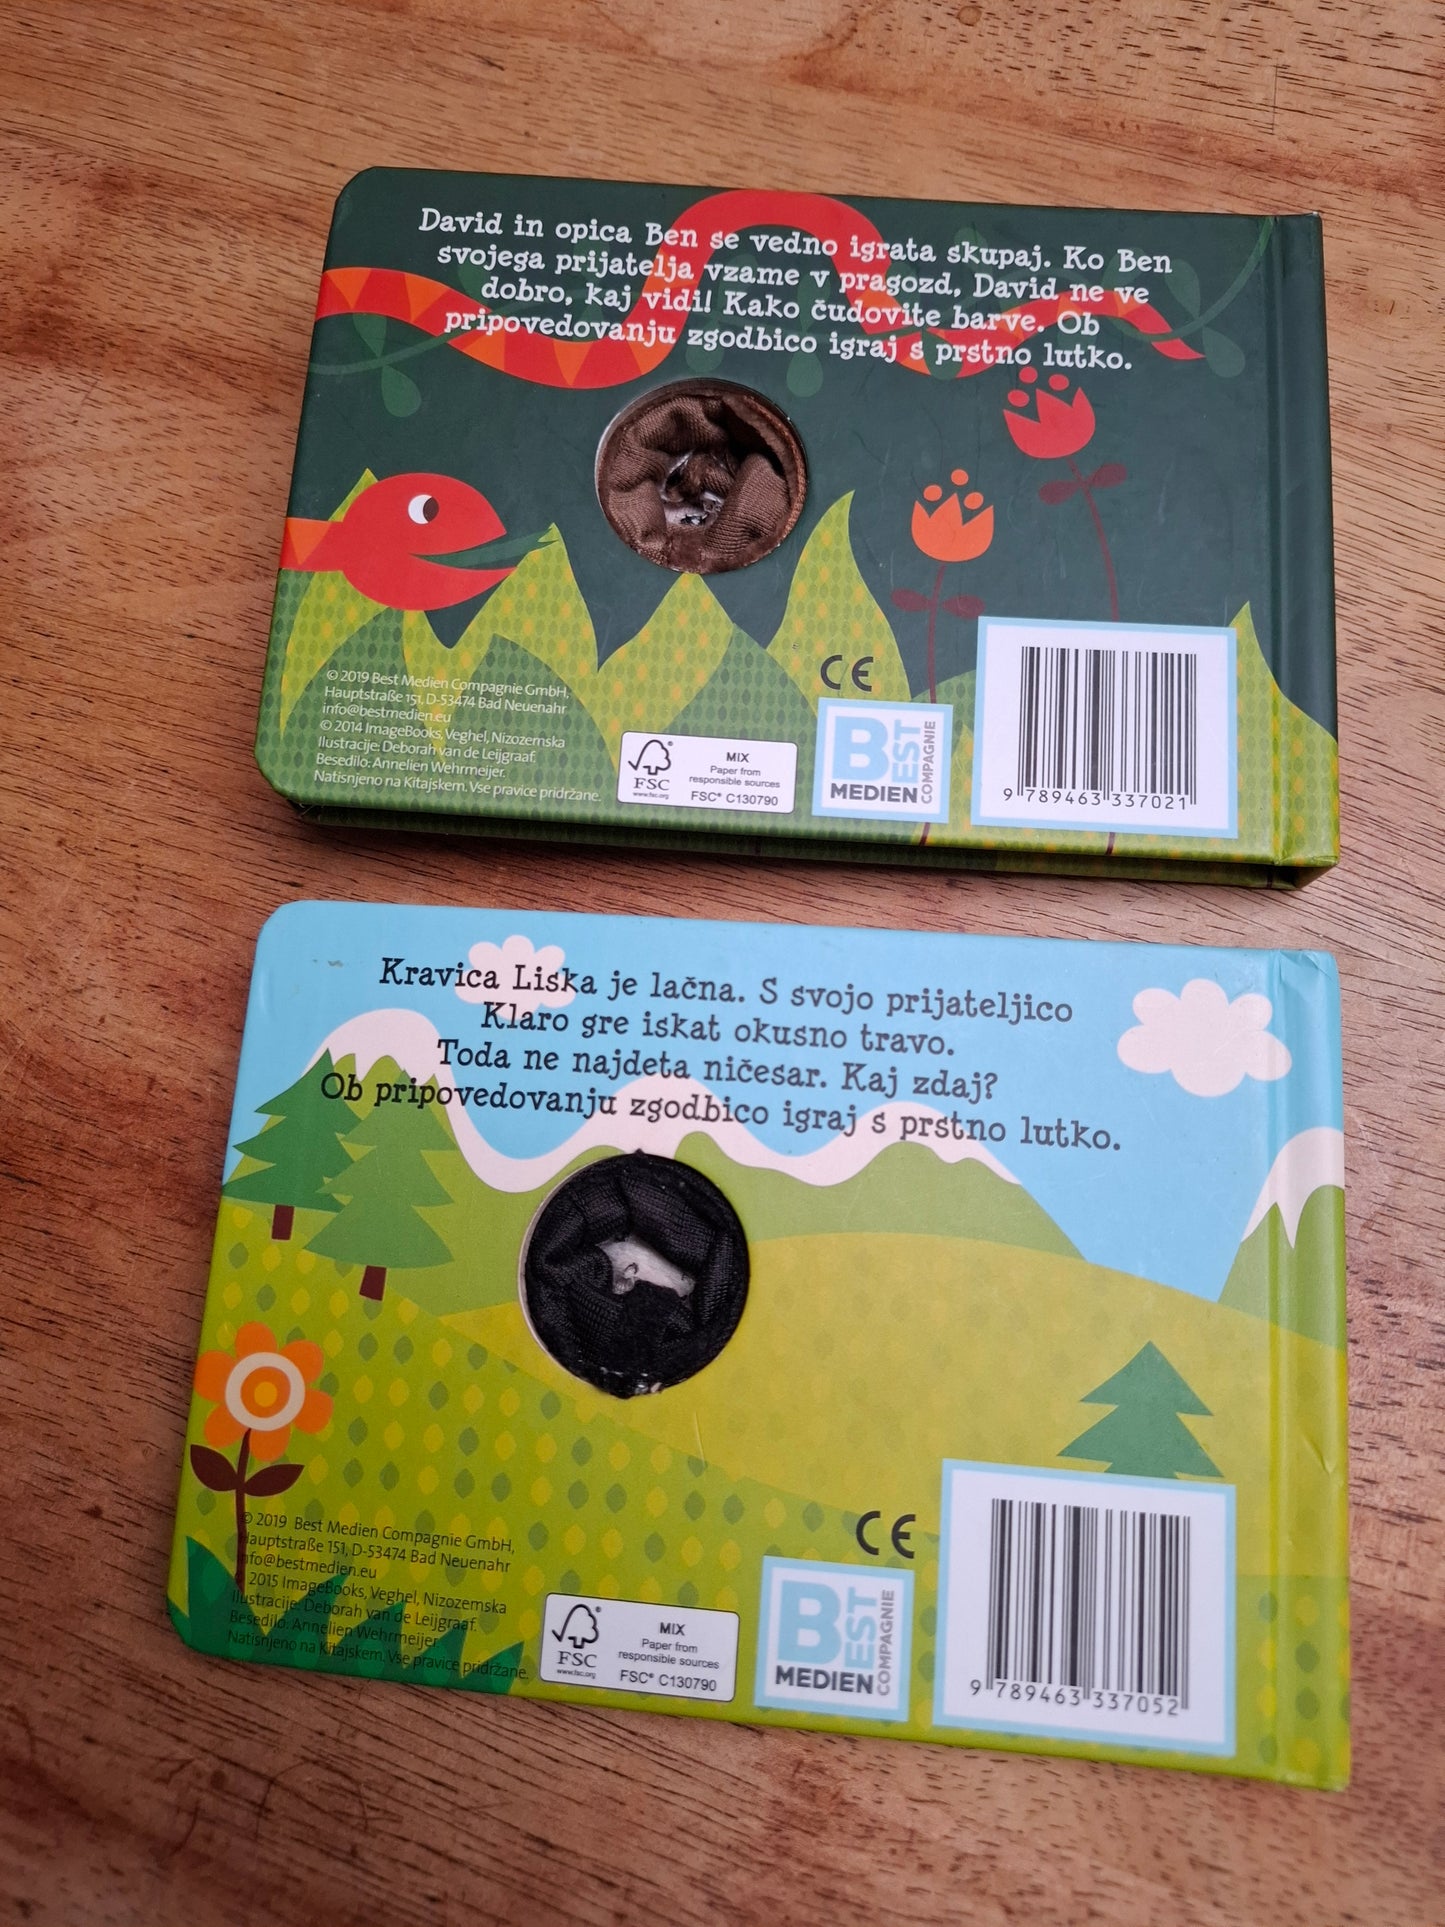 David in opica Ben se vedno igrata skupaj. Ko Ben
svojega prijatelja vzame v pragozd, David ne ve
dobro, kaj vidi! Kako čudovite barve. Ob
pripovedovanju zgodbico igraj s prstno lutko.
© 2019 Best Medien Compagnie GmbH,
Hauptstraße 151, D-53474 Bad Neuenahr
info@bestmedien.eu
© 2014 ImageBooks, Veghel, Nizozemska
Ilustracije: Deborah van de Leijgraaf.
Besedilo: Annelien Wehrmeijer.
Natisnjeno na Kitajskem. Vse pravice pridržane.
FSC
www.fsc.org
MIX
Paper from
responsible sources
FSC® C130790
CE
BEST
MEDIEN
COMPAGNIE
9 789463 337021
Kravica Liska je lačna. S svojo prijateljico
Klaro gre iskat okusno travo.
Toda ne najdeta ničesar. Kaj zdaj?
Ob pripovedovanju zgodbico igraj s prstno lutko.
© 2019 Best Medien Compagnie GmbH,
Hauptstraße 151, D-53474 Bad Neuenahr
info@bestmedien.eu
2015 ImageBooks, Veghel, Nizozemska
Ilustracije: Deborah van de Leijgraaf.
Besedilo: Annelien Wehrmeijer
Natisnjeno na Kitajskem. Vse pravice pridržane.
FSC
www.fsc.org
MIX
Paper from
responsible sources
FSC® C130790
CE
BEST
MEDIEN
COMPAGNIE
9 789463 337052